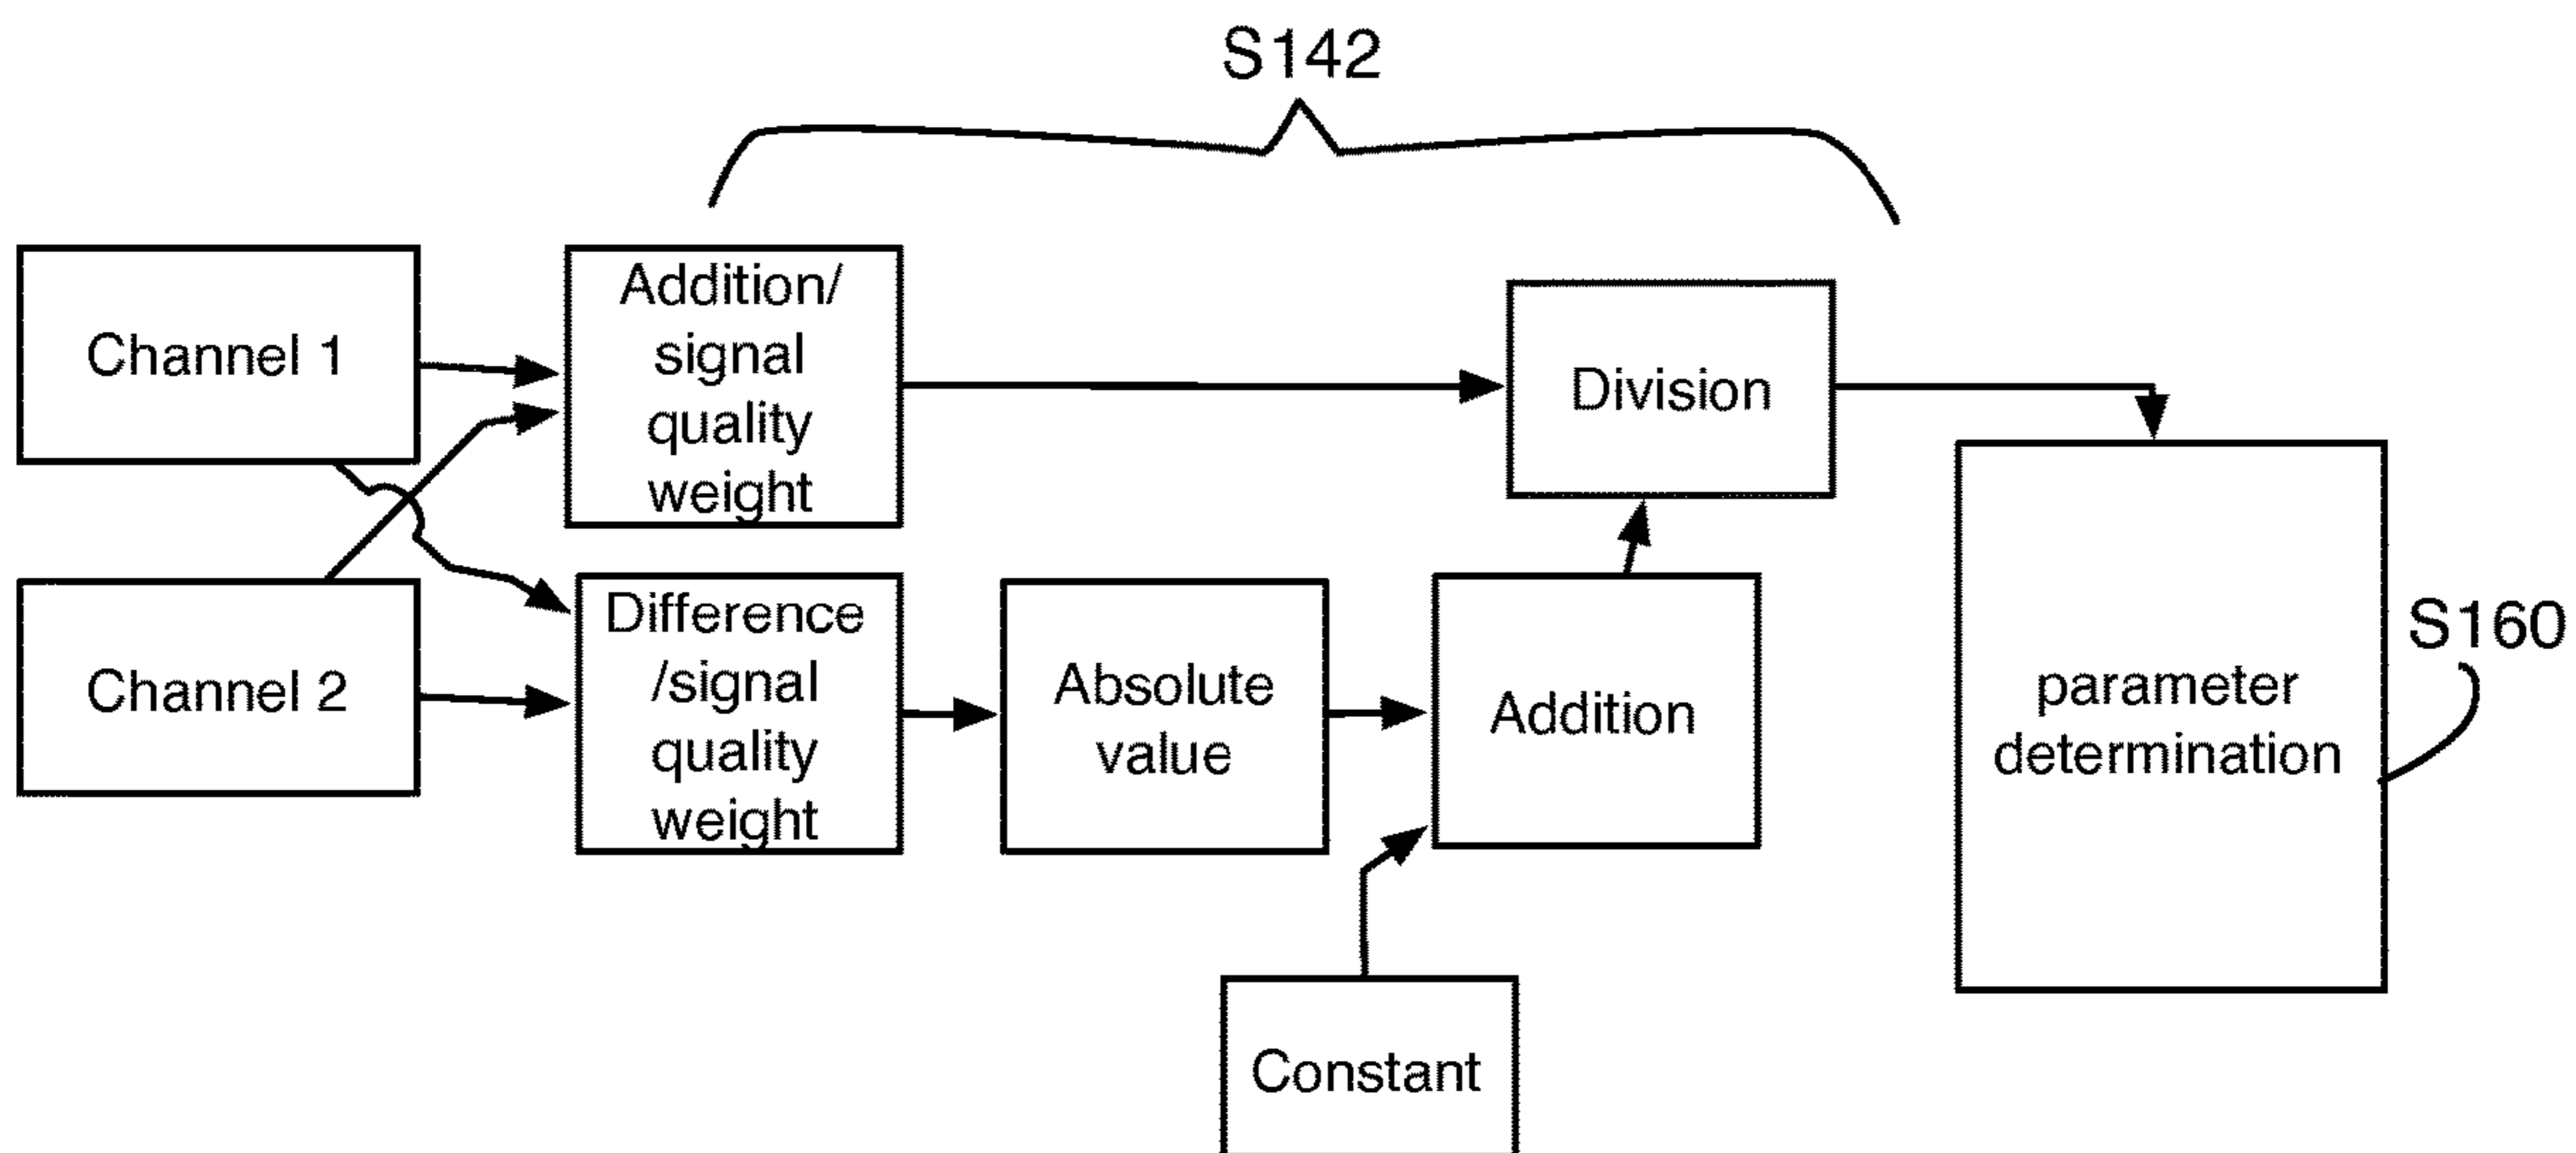 S142
Channel 1
Addition/
signal
quality
weight
Division
Channel 2
Difference
/signal
quality
weight
Absolute
value
Addition
parameter
determination
S160
Constant